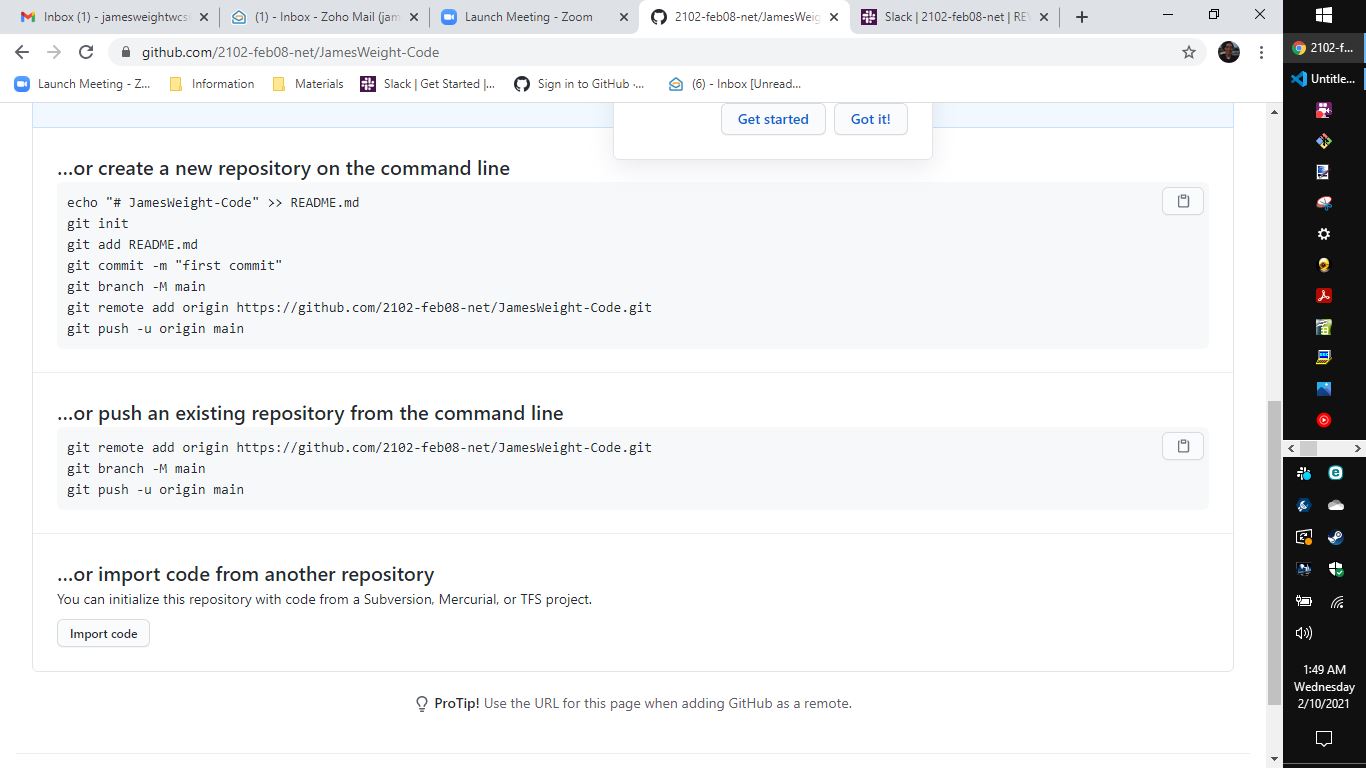 Inbox (1) - jamesweightwcs
(1) - Inbox - Zoho Mail (jam
Launch Meeting - Zoom
2102-feb08-net/JamesWeig
Slack | 2102-feb08-net | RE
github.com/2102-feb08-net/JamesWeight-Code
Launch Meeting - Z...
Information
Materials
Slack | Get Started |...
Sign in to GitHub ·...
(6) - Inbox [Unread...
Get started
Got it!
…or create a new repository on the command line
echo "# JamesWeight-Code" >> README.md
git init
git add README.md
git commit -m "first commit"
git branch -M main
git remote add origin https://github.com/2102-feb08-net/JamesWeight-Code.git
git push -u origin main
…or push an existing repository from the command line
git remote add origin https://github.com/2102-feb08-net/JamesWeight-Code.git
git branch -M main
git push -u origin main
…or import code from another repository
You can initialize this repository with code from a Subversion, Mercurial, or TFS project.
Import code
ProTip! Use the URL for this page when adding GitHub as a remote.
2102-f...
Untitle...
1:49 AM
Wednesday
2/10/2021